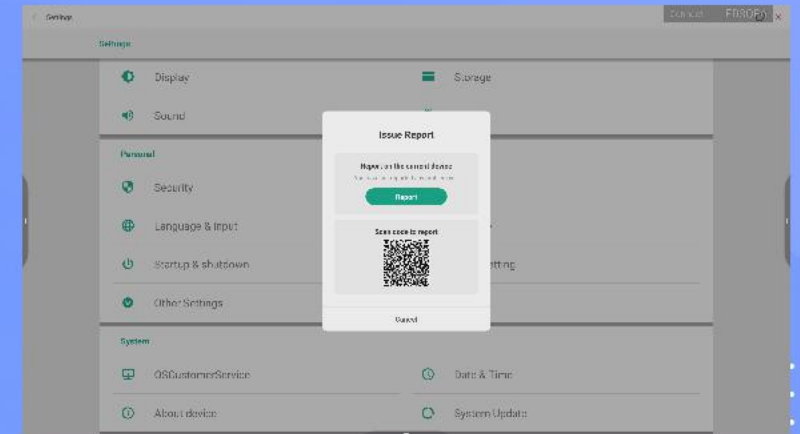 Settings
Connect
Settings
Display
Storage
Sound
Issue Report
Personal
Report on the current device
Security
Report
Language & Input
Scan code to report
Startup & shutdown
Other Settings
Cancel
System
OSCustomerService
Date & Time
About device
System Update